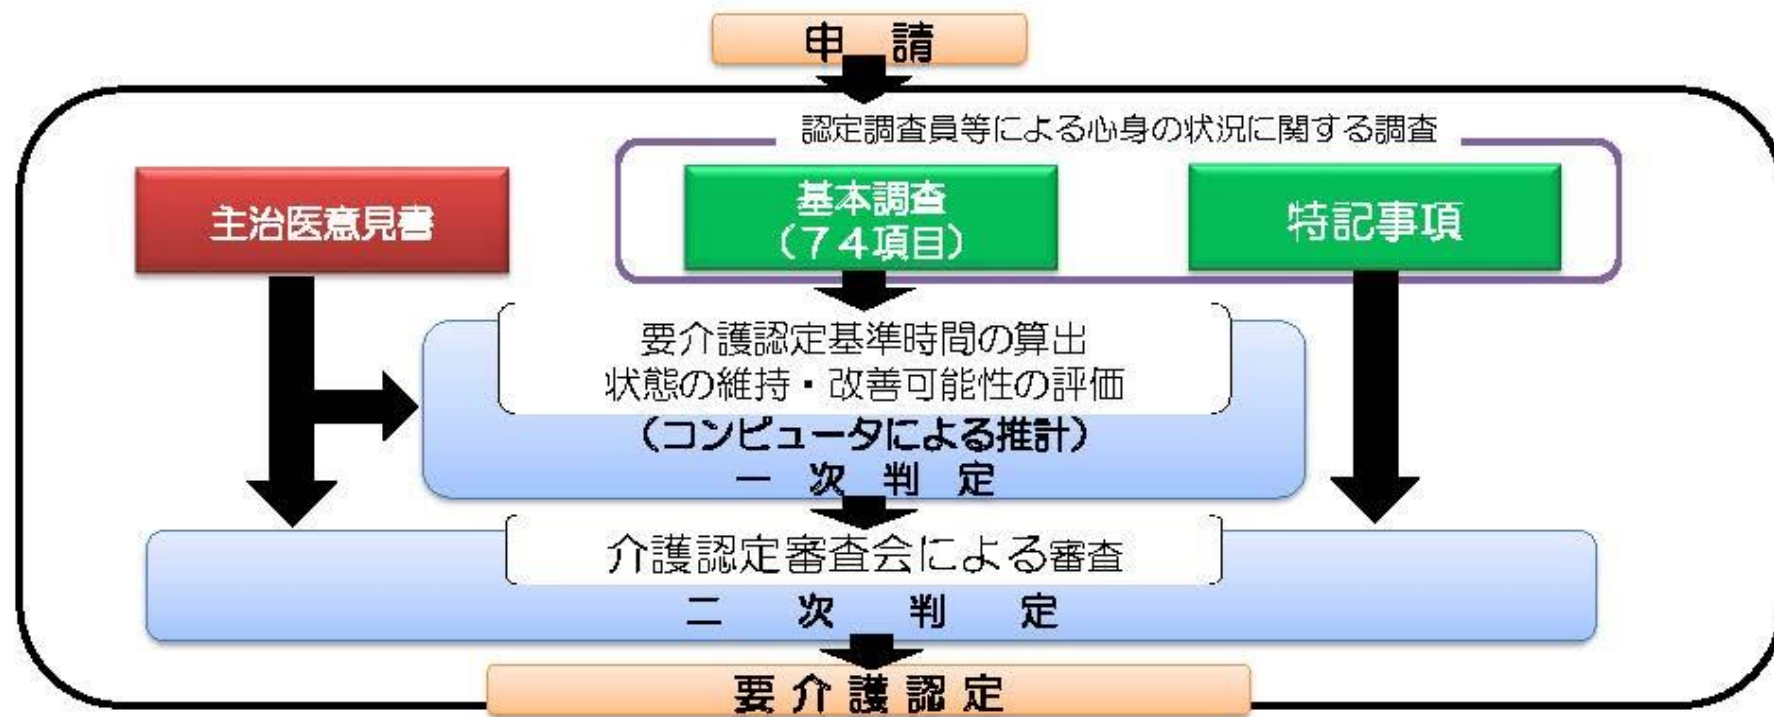 申 請
認定調査員等による心身の状況に関する調査
主治医意見書
基本調査
（７４項目）
特記事項
要介護認定基準時間の算出
状態の維持・改善可能性の評価
（コンピュータによる推計）
一 次 判 定
介護認定審査会による審査
二 次 判 定
要介護認定